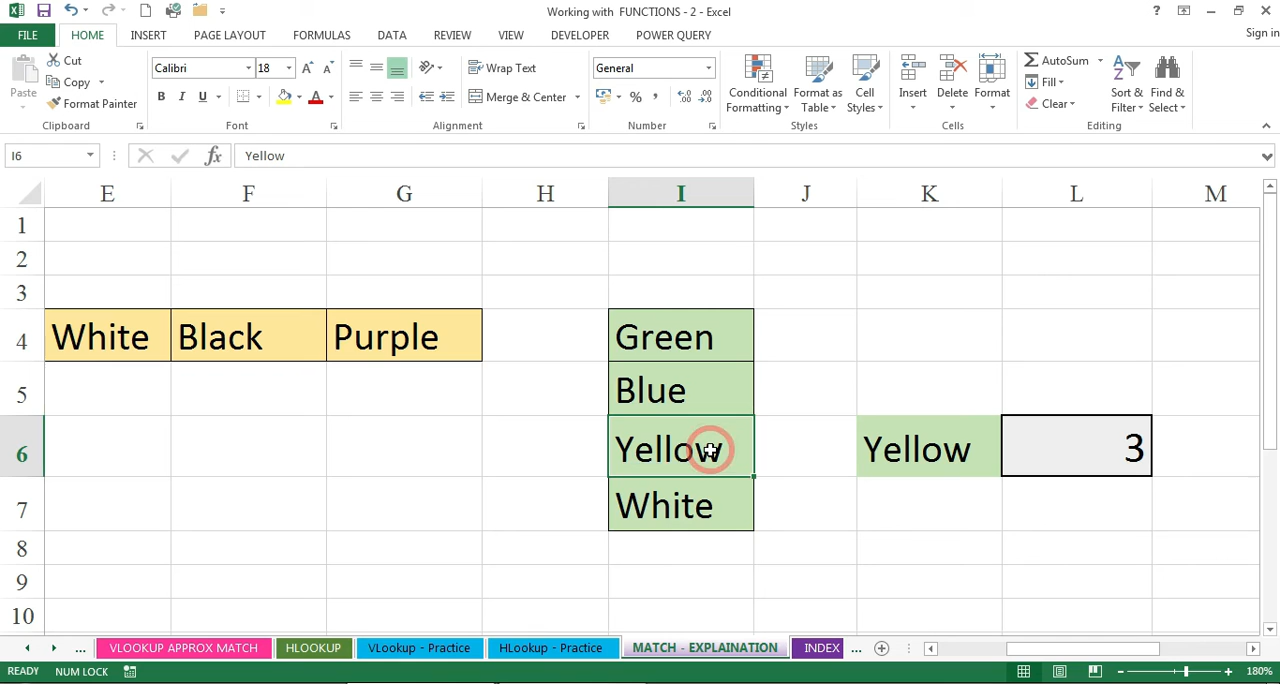 Working with FUNCTIONS - 2 - Excel
?
FILE HOME INSERT PAGE LAYOUT FORMULAS DATA REVIEW VIEW DEVELOPER POWER QUERY Sign in
Paste
Cut
Copy
Format Painter
Clipboard
Calibri 18
B I U A
Font
Wrap Text
Merge & Center
Alignment
General
% ,
Number
Conditional
Formatting
Format as
Table
Cell
Styles
Styles
Insert Delete Format
Cells
AutoSum
Fill
Clear
Sort &
Filter
Find &
Select
Editing
I6 fx Yellow
E F G H I J K L M
1
2
3
4 White Black Purple Green
5 Blue
6 Yellow Yellow 3
7 White
8
9
10
... VLOOKUP APPROX MATCH HLOOKUP VLookup - Practice HLookup - Practice MATCH - EXPLAINATION INDEX ...
READY NUM LOCK 180%